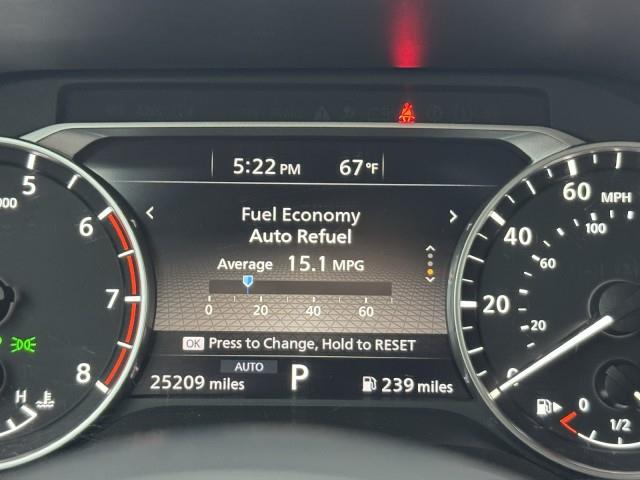 5:22 PM 67°F
Fuel Economy
Auto Refuel
Average 15.1 MPG
0 20 40 60
OK Press to Change, Hold to RESET
AUTO
25209 miles P 239 miles
5
6
7
8
H
000
MPH
60
40
20
0
100
60
20
0
1/2